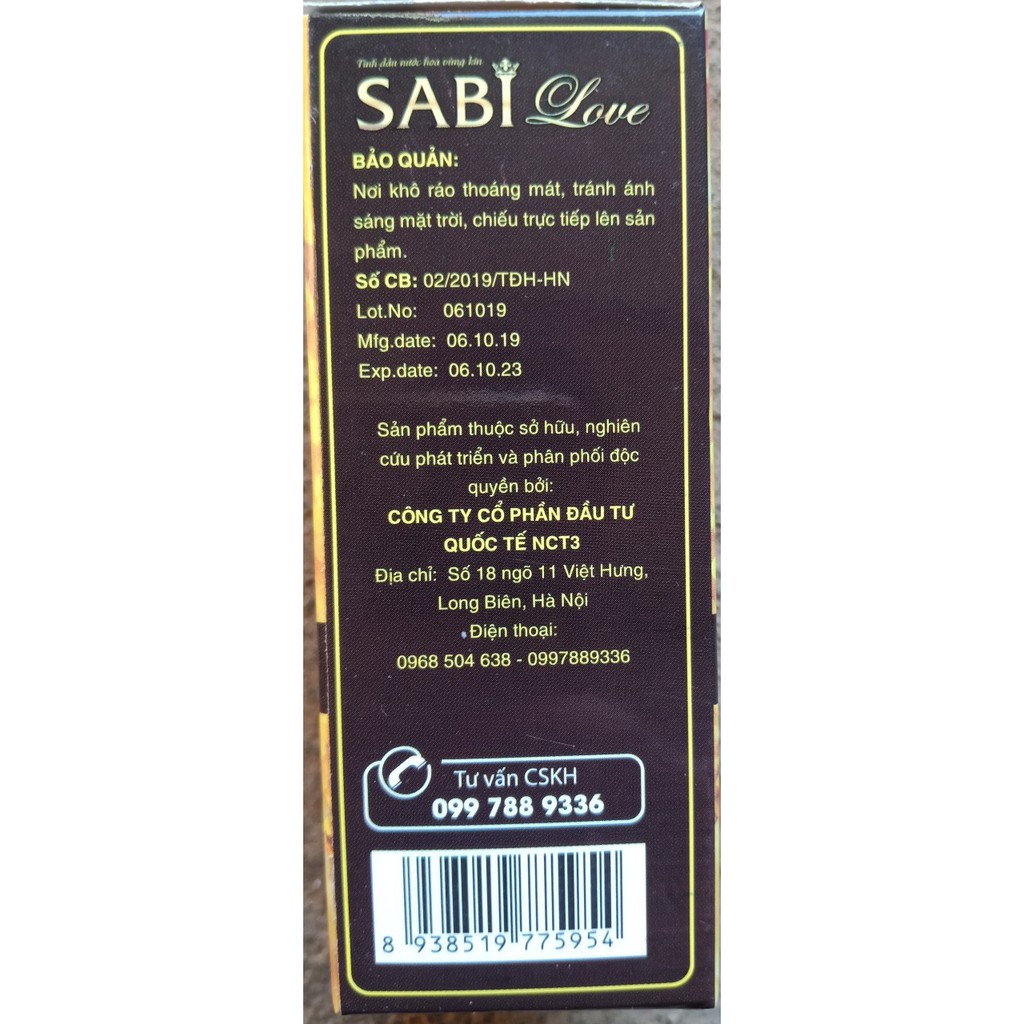 Tinh dầu nước hoa vùng kín
SABI Love
BẢO QUẢN:
Nơi khô ráo thoáng mát, tránh ánh
sáng mặt trời, chiếu trực tiếp lên sản
phẩm.
Số CB: 02/2019/TĐH-HN
Lot.No: 061019
Mfg.date: 06.10.19
Exp.date: 06.10.23
Sản phẩm thuộc sở hữu, nghiên
cứu phát triển và phân phối độc
quyền bởi:
CÔNG TY CỔ PHẦN ĐẦU TƯ
QUỐC TẾ NCT3
Địa chỉ: Số 18 ngõ 11 Việt Hưng,
Long Biên, Hà Nội
Điện thoại:
0968 504 638 - 0997889336
Tư vấn CSKH
099 788 9336
8 938519 775954